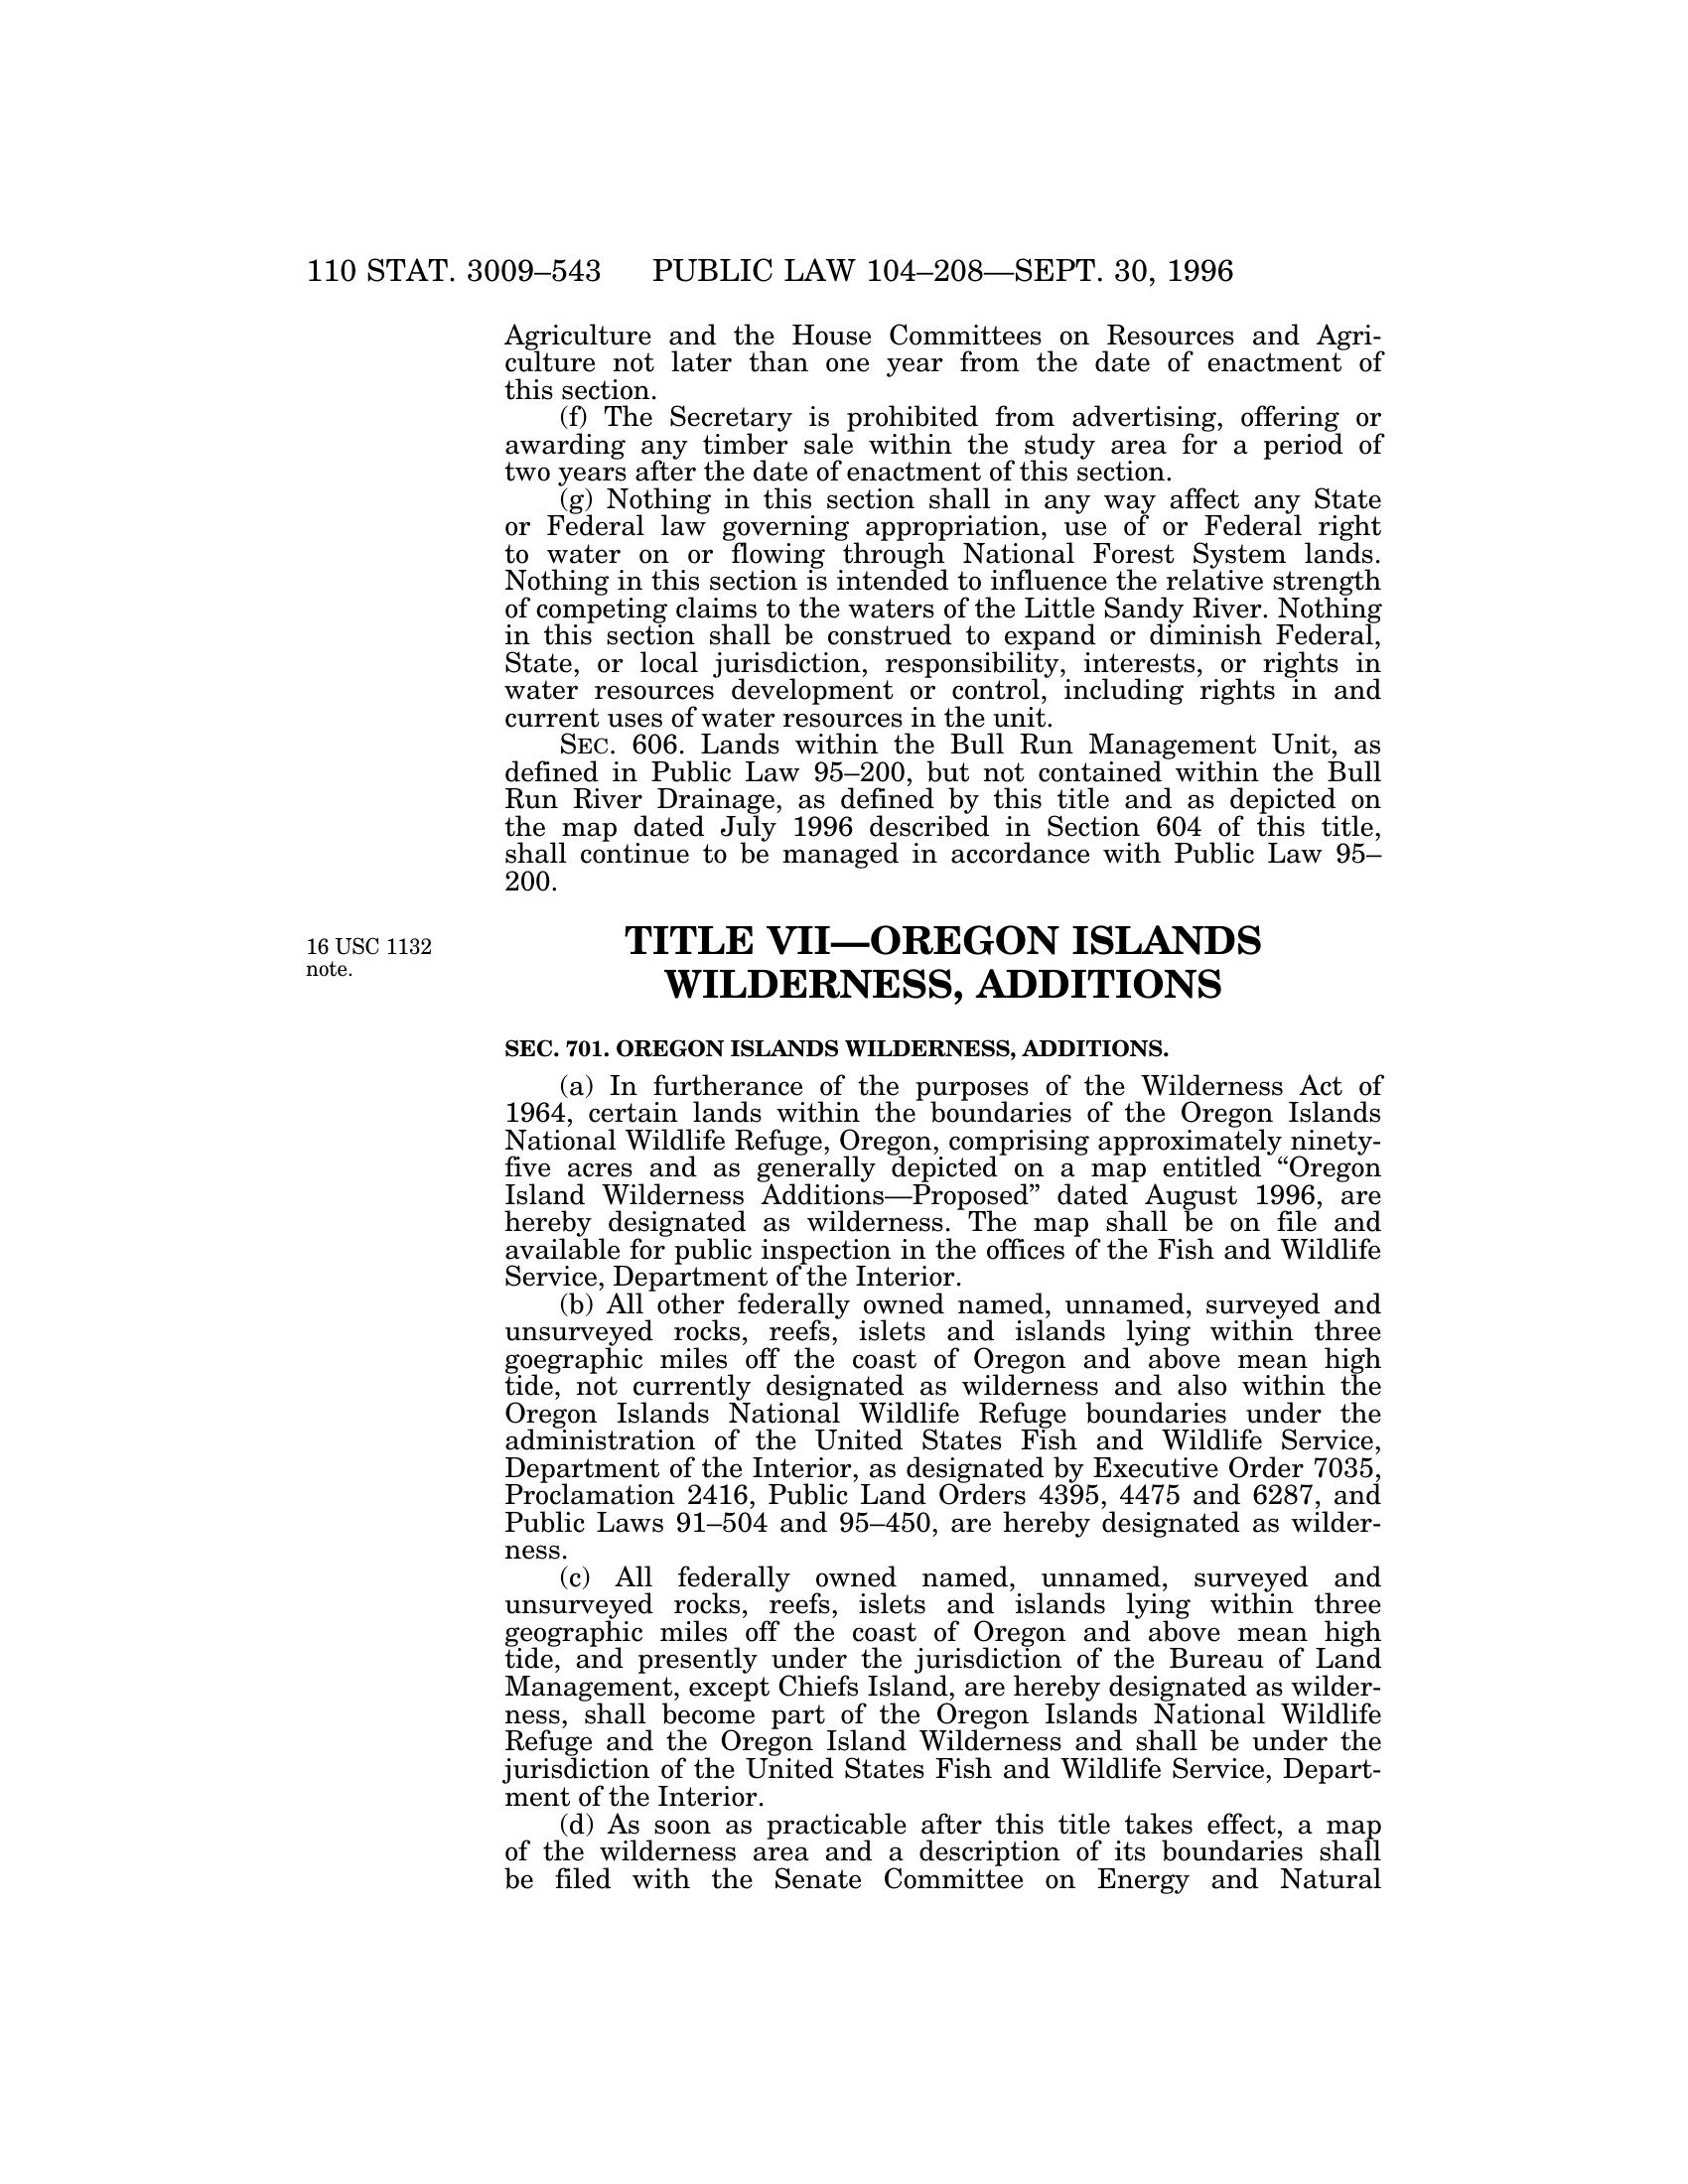 110 STAT. 3009–543 PUBLIC LAW 104–208—SEPT. 30, 1996
Agriculture and the House Committees on Resources and Agri-
culture not later than one year from the date of enactment of
this section.
(f) The Secretary is prohibited from advertising, offering or
awarding any timber sale within the study area for a period of
two years after the date of enactment of this section.
(g) Nothing in this section shall in any way affect any State
or Federal law governing appropriation, use of or Federal right
to water on or flowing through National Forest System lands.
Nothing in this section is intended to influence the relative strength
of competing claims to the waters of the Little Sandy River. Nothing
in this section shall be construed to expand or diminish Federal,
State, or local jurisdiction, responsibility, interests, or rights in
water resources development or control, including rights in and
current uses of water resources in the unit.
SEC. 606. Lands within the Bull Run Management Unit, as
defined in Public Law 95–200, but not contained within the Bull
Run River Drainage, as defined by this title and as depicted on
the map dated July 1996 described in Section 604 of this title,
shall continue to be managed in accordance with Public Law 95–
200.
16 USC 1132
note.
TITLE VII—OREGON ISLANDS
WILDERNESS, ADDITIONS
SEC. 701. OREGON ISLANDS WILDERNESS, ADDITIONS.
(a) In furtherance of the purposes of the Wilderness Act of
1964, certain lands within the boundaries of the Oregon Islands
National Wildlife Refuge, Oregon, comprising approximately ninety-
five acres and as generally depicted on a map entitled “Oregon
Island Wilderness Additions—Proposed” dated August 1996, are
hereby designated as wilderness. The map shall be on file and
available for public inspection in the offices of the Fish and Wildlife
Service, Department of the Interior.
(b) All other federally owned named, unnamed, surveyed and
unsurveyed rocks, reefs, islets and islands lying within three
goegraphic miles off the coast of Oregon and above mean high
tide, not currently designated as wilderness and also within the
Oregon Islands National Wildlife Refuge boundaries under the
administration of the United States Fish and Wildlife Service,
Department of the Interior, as designated by Executive Order 7035,
Proclamation 2416, Public Land Orders 4395, 4475 and 6287, and
Public Laws 91–504 and 95–450, are hereby designated as wilder-
ness.
(c) All federally owned named, unnamed, surveyed and
unsurveyed rocks, reefs, islets and islands lying within three
geographic miles off the coast of Oregon and above mean high
tide, and presently under the jurisdiction of the Bureau of Land
Management, except Chiefs Island, are hereby designated as wilder-
ness, shall become part of the Oregon Islands National Wildlife
Refuge and the Oregon Island Wilderness and shall be under the
jurisdiction of the United States Fish and Wildlife Service, Depart-
ment of the Interior.
(d) As soon as practicable after this title takes effect, a map
of the wilderness area and a description of its boundaries shall
be filed with the Senate Committee on Energy and Natural